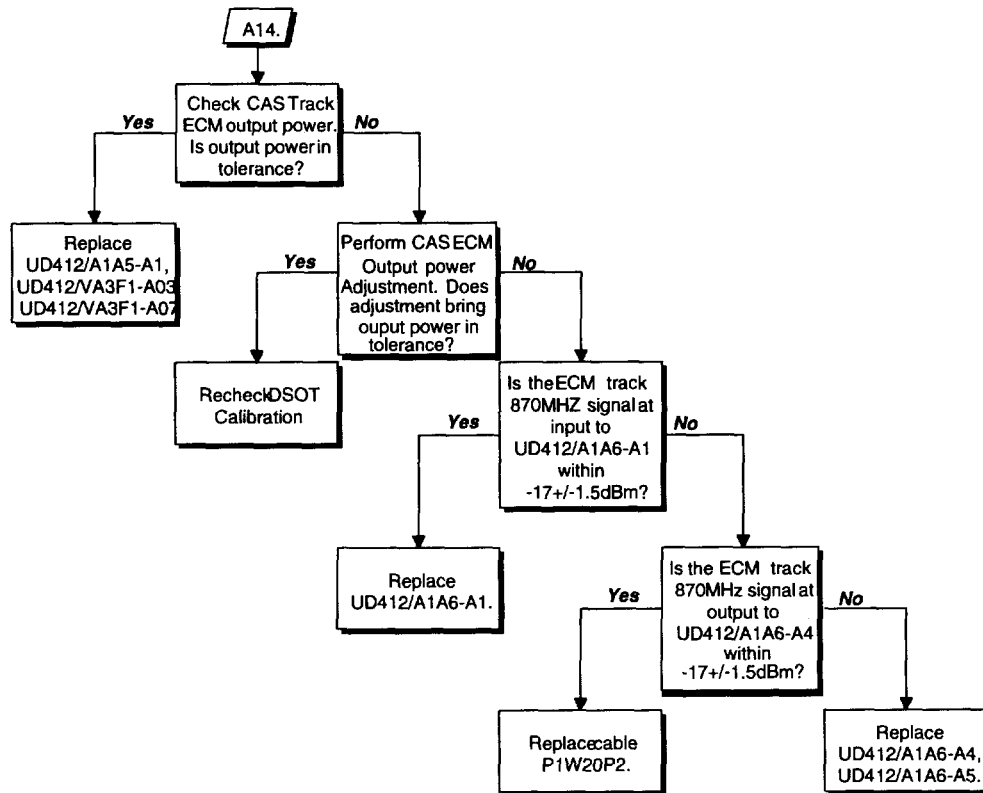 A14.
Check CAS Track
ECM output power.
Is output power in
tolerance?
Yes
No
Replace
UD412/A1A5-A1,
UD412/VA3F1-A03
UD412/VA3F1-A07
Perform CAS ECM
Output power
Adjustment. Does
adjustment bring
ouput power in
tolerance?
Yes
No
Recheck DSOT
Calibration
Is the ECM track
870MHZ signal at
input to
UD412/A1A6-A1
within
-17+/-1.5dBm?
Yes
No
Replace
UD412/A1A6-A1.
Is the ECM track
870MHz signal at
output to
UD412/A1A6-A4
within
-17+/-1.5dBm?
Yes
No
Replace cable
P1W20P2.
Replace
UD412/A1A6-A4,
UD412/A1A6-A5.